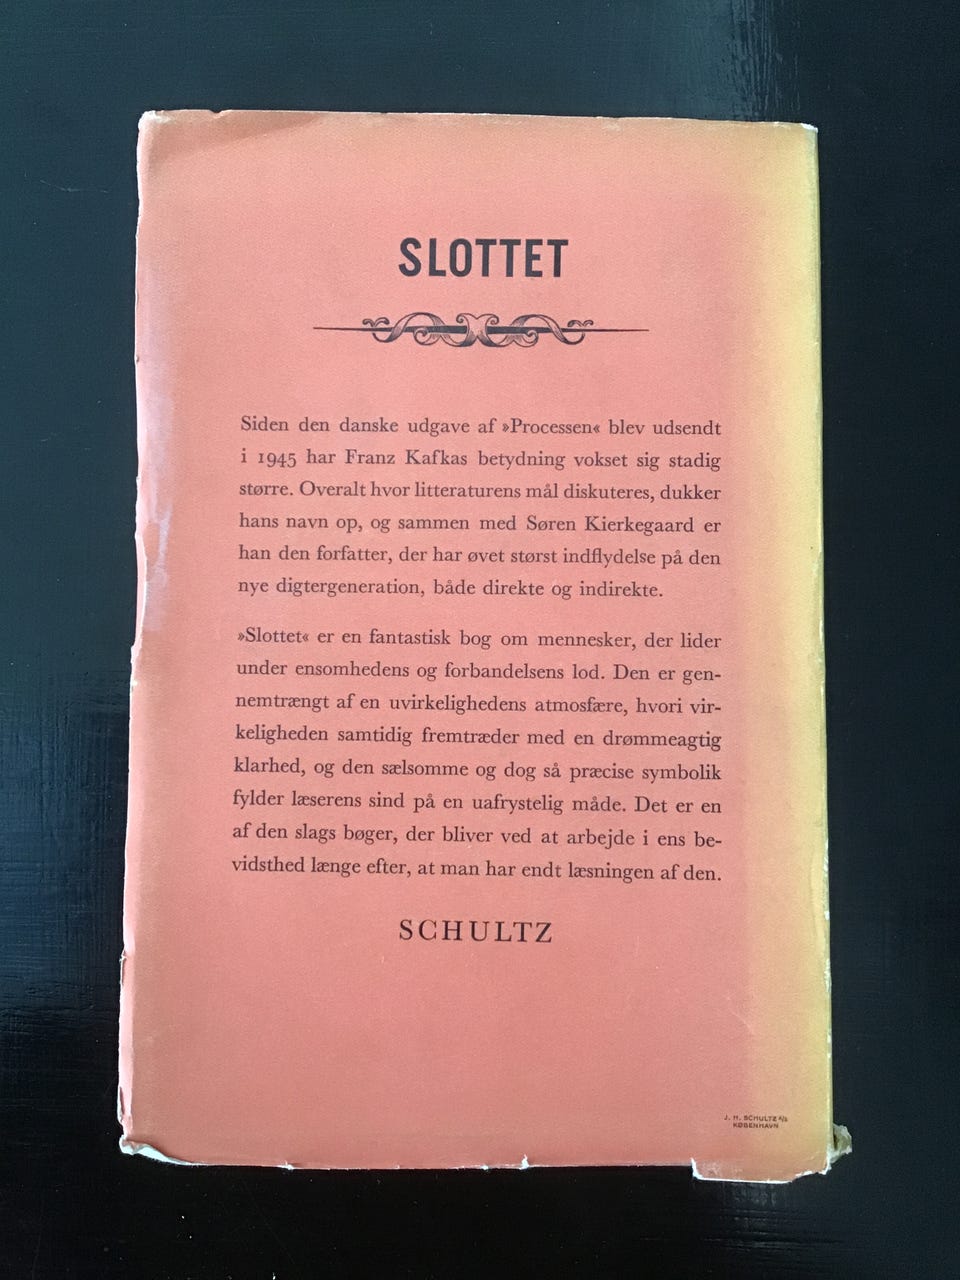 SLOTTET
Siden den danske udgave af »Processen« blev udsendt
i 1945 har Franz Kafkas betydning vokset sig stadig
større. Overalt hvor litteraturens mål diskuteres, dukker
hans navn op, og sammen med Søren Kierkegaard er
han den forfatter, der har øvet størst indflydelse på den
nye digtergeneration, både direkte og indirekte.
»Slottet« er en fantastisk bog om mennesker, der lider
under ensomhedens og forbandelsens lod. Den er gen-
nemtrængt af en uvirkelighedens atmosfære, hvori vir-
keligheden samtidig fremtræder med en drømmeagtig
klarhed, og den sælsomme og dog så præcise symbolik
fylder læserens sind på en uafrystelig måde. Det er en
af den slags bøger, der bliver ved at arbejde i ens be-
vidsthed længe efter, at man har endt læsningen af den.
SCHULTZ
J. H. SCHULTZ A/S
KØBENHAVN